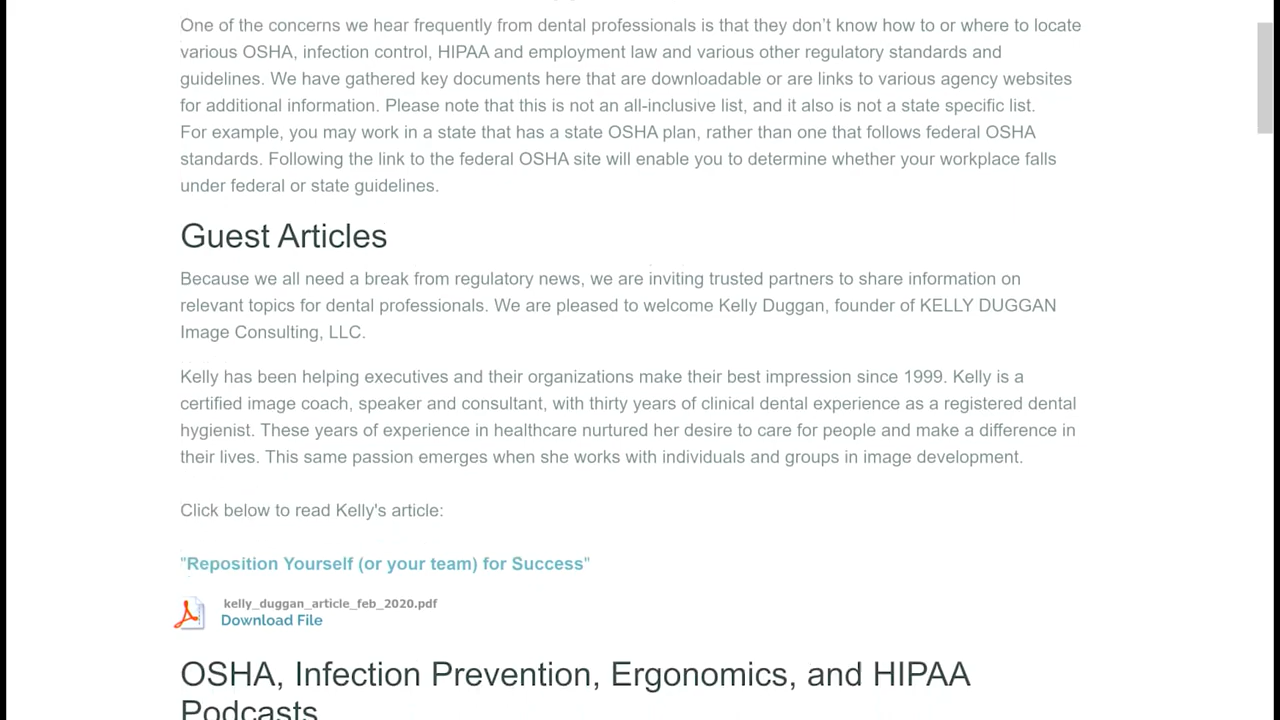 One of the concerns we hear frequently from dental professionals is that they don’t know how to or where to locate
various OSHA, infection control, HIPAA and employment law and various other regulatory standards and
guidelines. We have gathered key documents here that are downloadable or are links to various agency websites
for additional information. Please note that this is not an all-inclusive list, and it also is not a state specific list.
For example, you may work in a state that has a state OSHA plan, rather than one that follows federal OSHA
standards. Following the link to the federal OSHA site will enable you to determine whether your workplace falls
under federal or state guidelines.
Guest Articles
Because we all need a break from regulatory news, we are inviting trusted partners to share information on
relevant topics for dental professionals. We are pleased to welcome Kelly Duggan, founder of KELLY DUGGAN
Image Consulting, LLC.
Kelly has been helping executives and their organizations make their best impression since 1999. Kelly is a
certified image coach, speaker and consultant, with thirty years of clinical dental experience as a registered dental
hygienist. These years of experience in healthcare nurtured her desire to care for people and make a difference in
their lives. This same passion emerges when she works with individuals and groups in image development.
Click below to read Kelly's article:
"Reposition Yourself (or your team) for Success"
kelly_duggan_article_feb_2020.pdf
Download File
OSHA, Infection Prevention, Ergonomics, and HIPAA
Podcasts